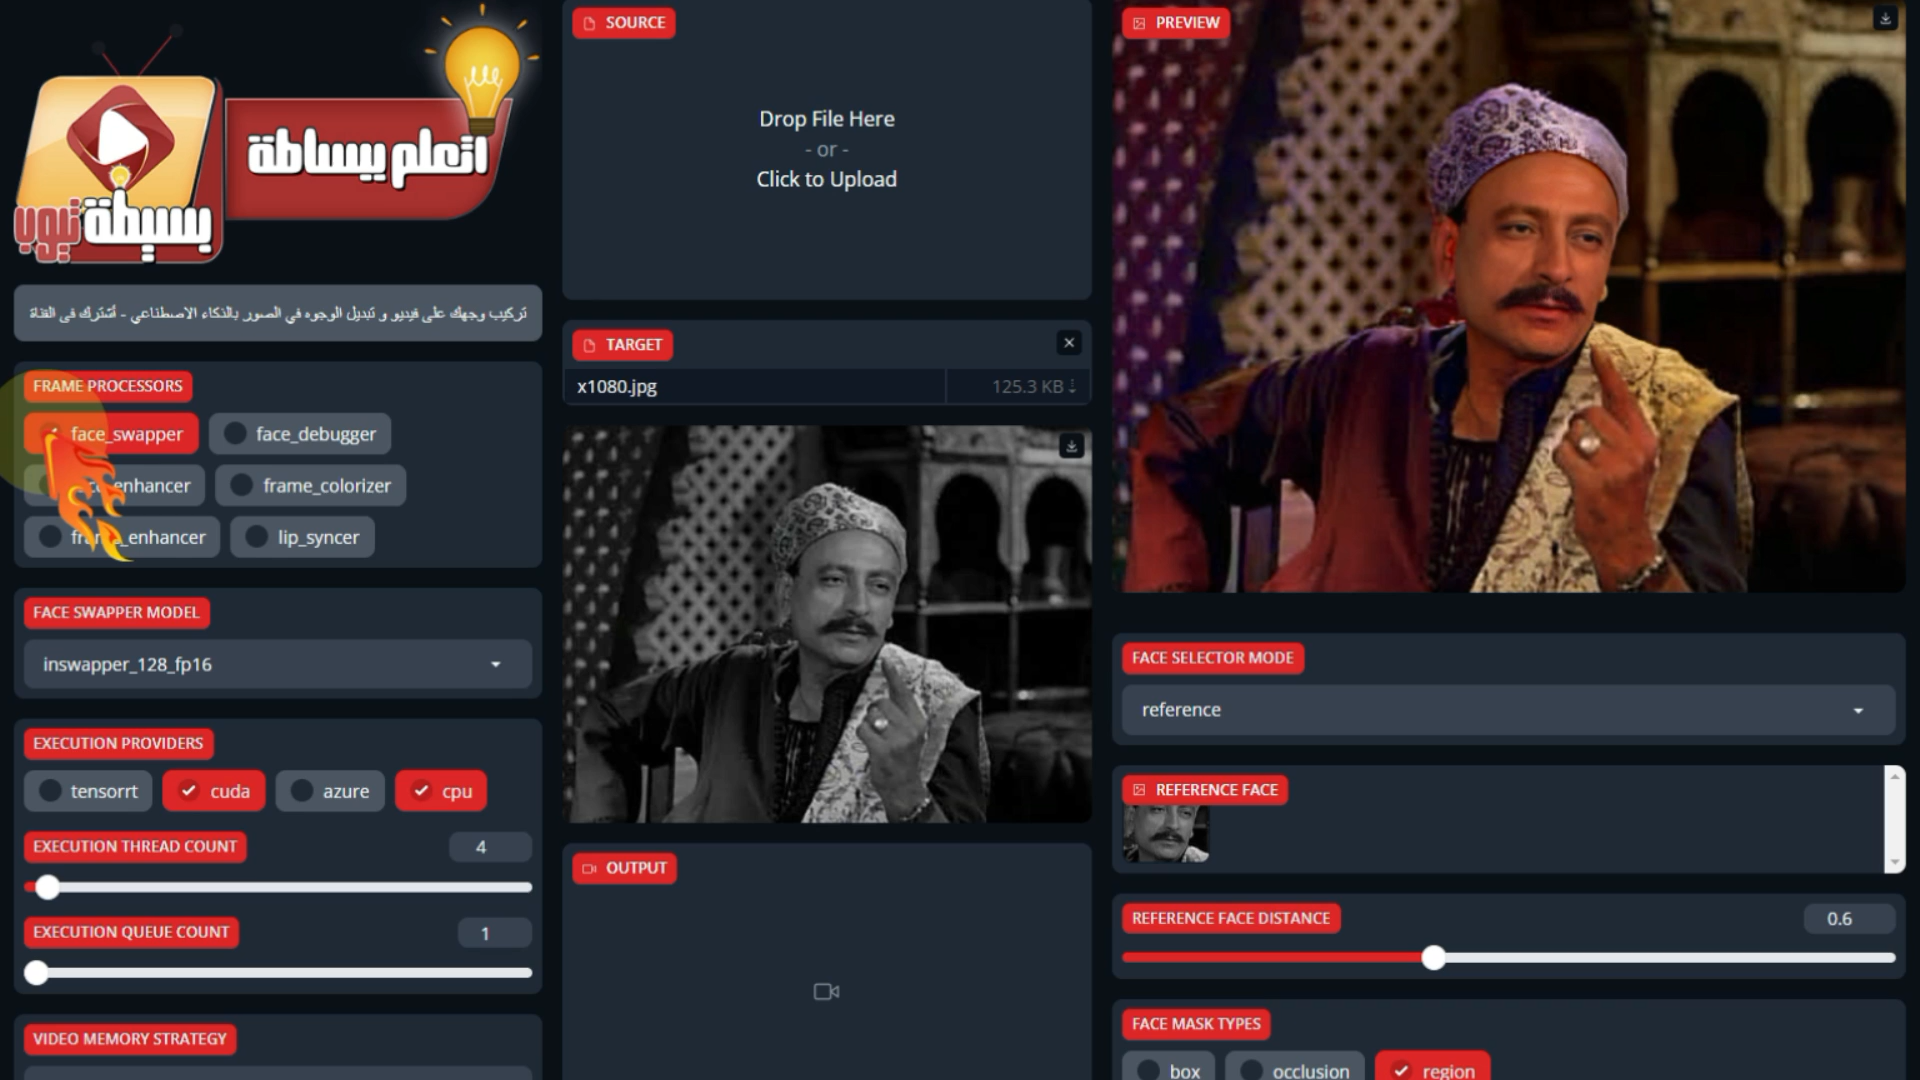 اتعلم ببساطة
بسيطة تيوب
تركيب وجهك على فيديو و تبديل الوجوه في الصور بالذكاء الاصطناعي - أشترك في القناة
FRAME PROCESSORS
face_swapper
face_debugger
enhancer
frame_colorizer
enhancer
lip_syncer
FACE SWAPPER MODEL
inswapper_128_fp16
EXECUTION PROVIDERS
tensorrt
cuda
azure
cpu
EXECUTION THREAD COUNT
4
EXECUTION QUEUE COUNT
1
VIDEO MEMORY STRATEGY
SOURCE
Drop File Here
- or -
Click to Upload
TARGET
x1080.jpg
125.3 KB ⇣
OUTPUT
PREVIEW
FACE SELECTOR MODE
reference
REFERENCE FACE
REFERENCE FACE DISTANCE
0.6
FACE MASK TYPES
box
occlusion
region